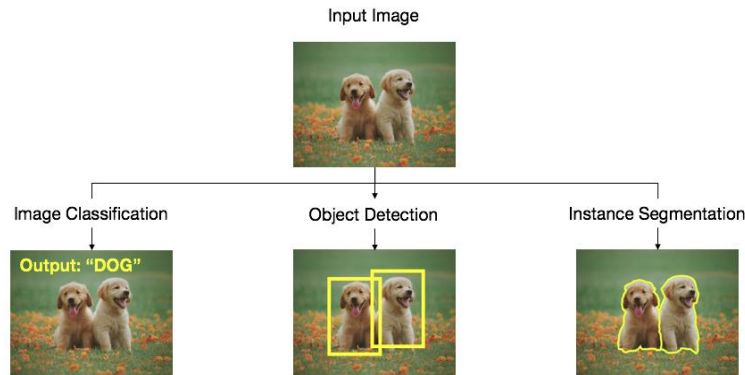 Input Image
Image Classification
Object Detection
Instance Segmentation
Output: “DOG”